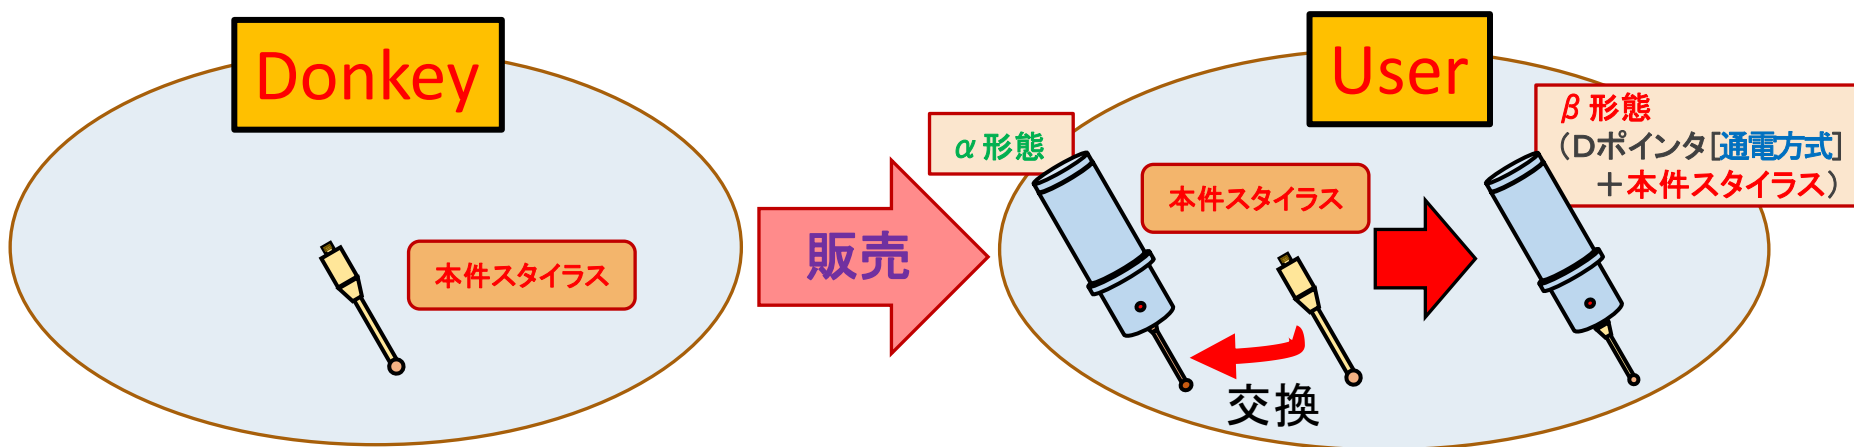 Donkey
本件スタイラス
販売
User
α形態
本件スタイラス
交換
β形態
(Dポインタ[通電方式]
+本件スタイラス)